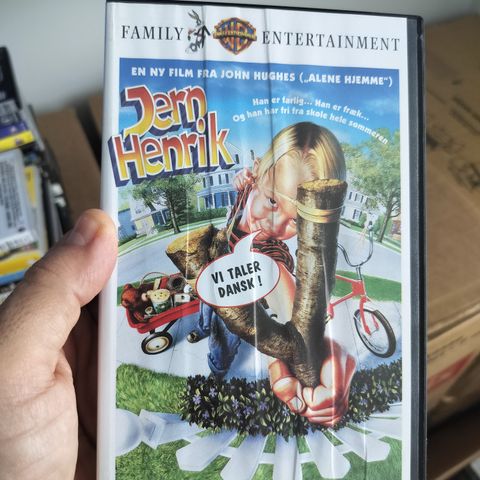 FAMILY ENTERTAINMENT
EN NY FILM FRA JOHN HUGHES („ALENE HJEMME")
Jern
Henrik
Han er farlig... Han er fræk...
Og han har fri fra skole hele sommeren
VI TALER
DANSK!